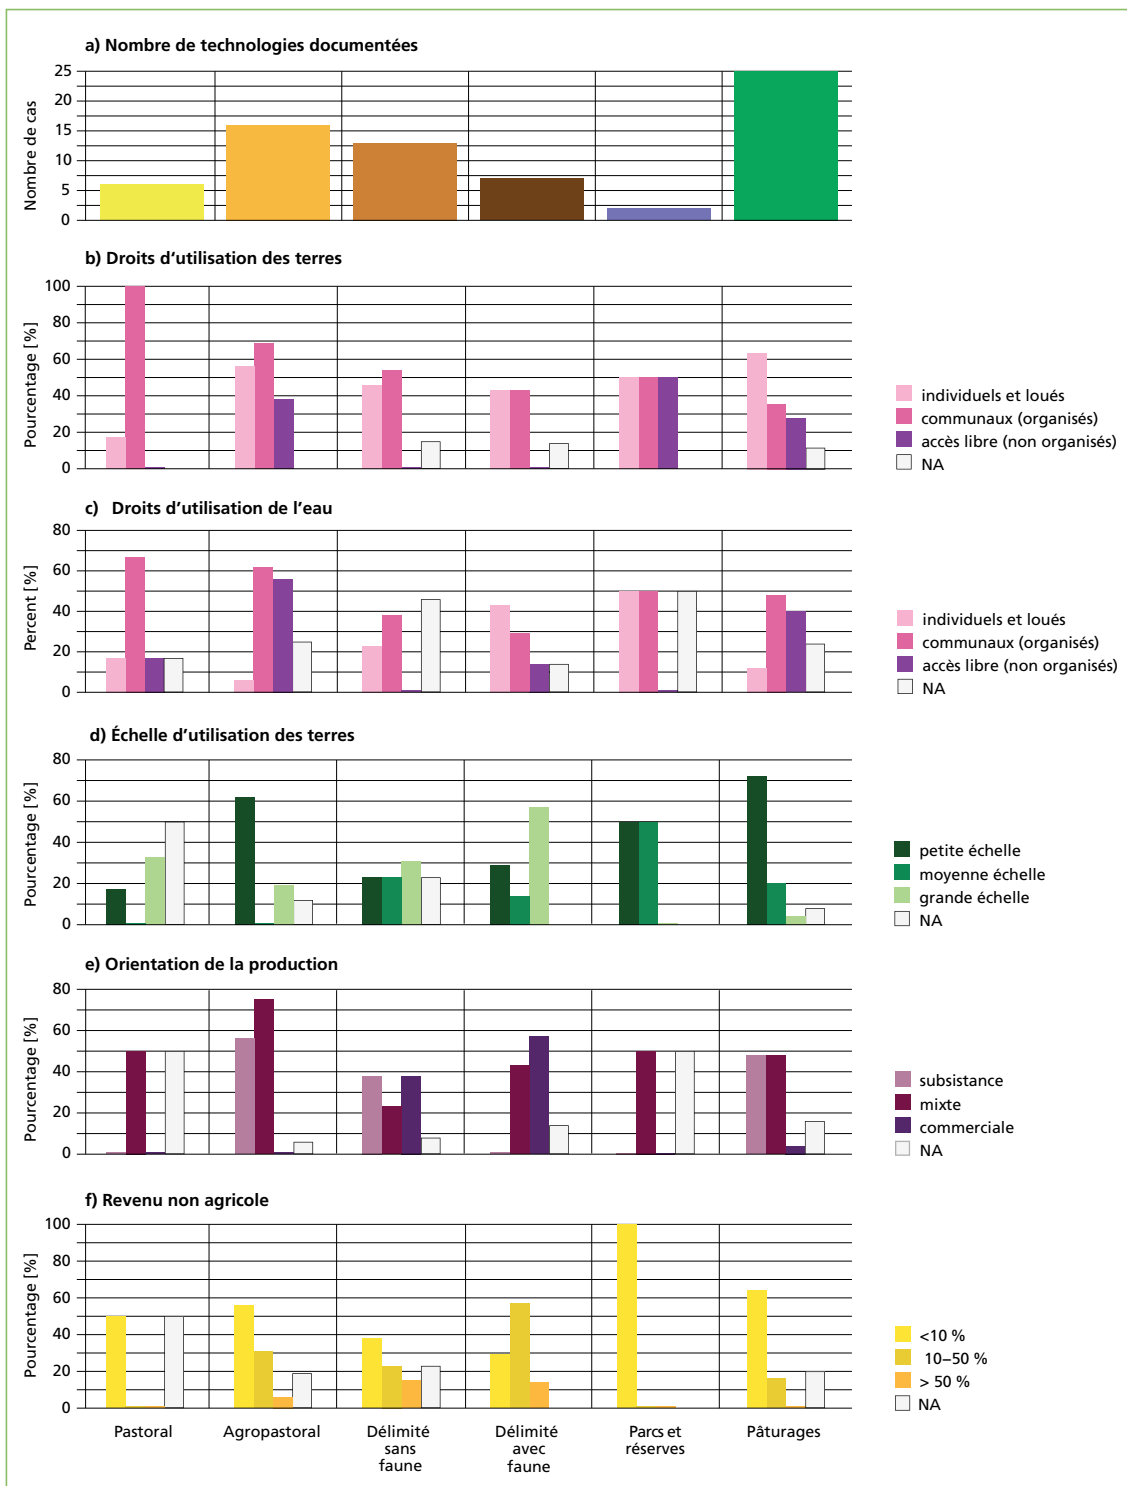 a) Nombre de technologies documentées
Nombre de cas
25
20
15
10
5
0
b) Droits d'utilisation des terres
Pourcentage [%]
100
80
60
40
20
0
individuels et loués
communaux (organisés)
accès libre (non organisés)
NA
c) Droits d'utilisation de l'eau
Percent [%]
80
60
40
20
0
individuels et loués
communaux (organisés)
accès libre (non organisés)
NA
d) Échelle d'utilisation des terres
Pourcentage [%]
80
60
40
20
0
petite échelle
moyenne échelle
grande échelle
NA
e) Orientation de la production
Pourcentage [%]
80
60
40
20
0
subsistance
mixte
commerciale
NA
f) Revenu non agricole
Pourcentage [%]
100
80
60
40
20
0
<10 %
10–50 %
> 50 %
NA
Pastoral
Agropastoral
Délimité
sans
faune
Délimité
avec
faune
Parcs et
réserves
Pâturages